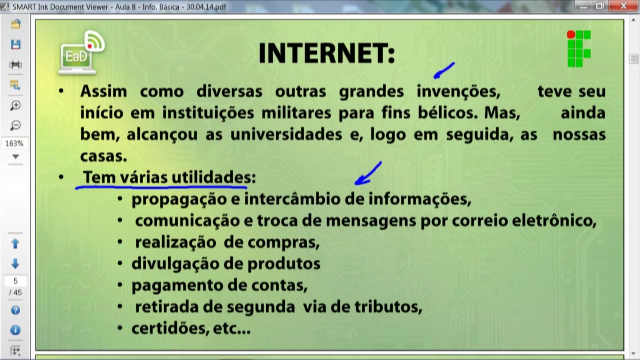 SMART Ink Document Viewer - Aula 8 - Info. Básica - 30.04.14.pdf
EaD
INTERNET:
• Assim como diversas outras grandes invenções, teve seu
início em instituições militares para fins bélicos. Mas, ainda
bem, alcançou as universidades e, logo em seguida, as nossas
casas.
• Tem várias utilidades:
• propagação e intercâmbio de informações,
• comunicação e troca de mensagens por correio eletrônico,
• realização de compras,
• divulgação de produtos
• pagamento de contas,
• retirada de segunda via de tributos,
• certidões, etc...
163%
5
/ 45